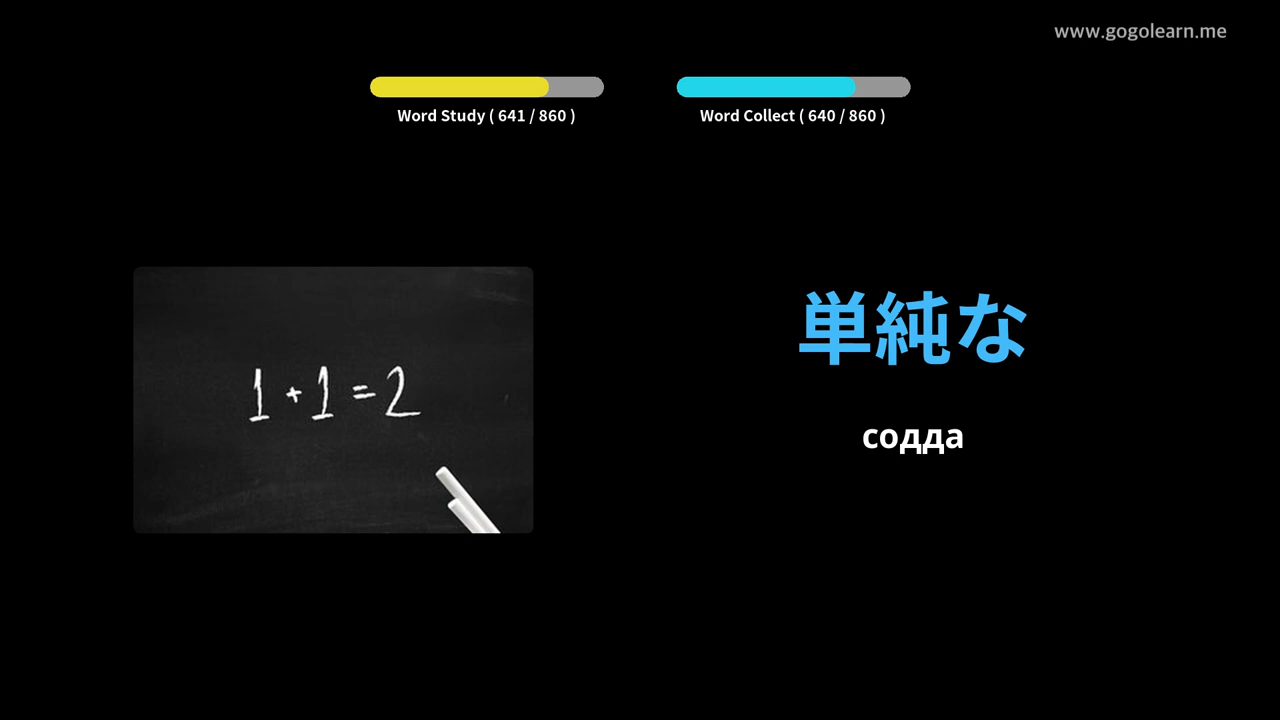 www.gogolearn.me
Word Study ( 641 / 860 )
Word Collect ( 640 / 860 )
1 + 1 = 2
単純な
содда